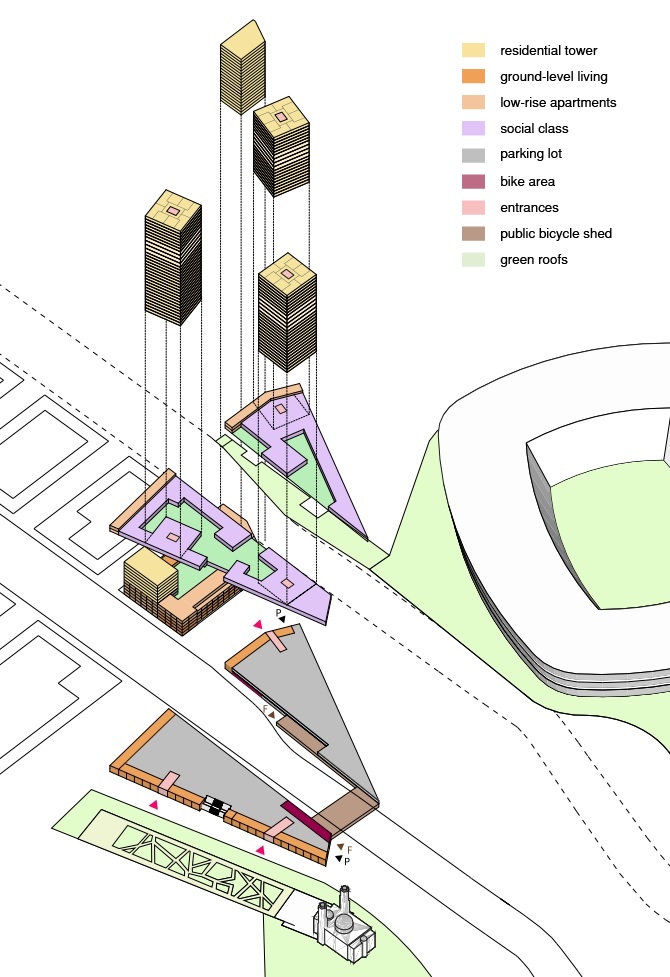 residential tower
ground-level living
low-rise apartments
social class
parking lot
bike area
entrances
public bicycle shed
green roofs
P
F
F
P